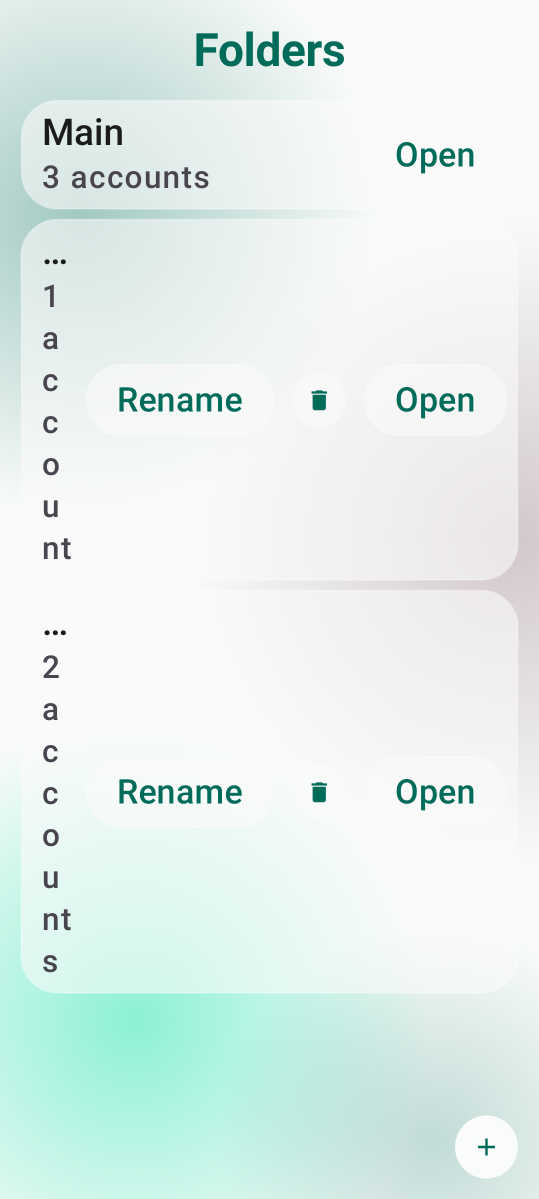 Folders
Main
3 accounts
Open
...
1
a
c
c
o
u
nt
Rename
Open
...
2
a
c
c
o
u
nt
s
Rename
Open
+